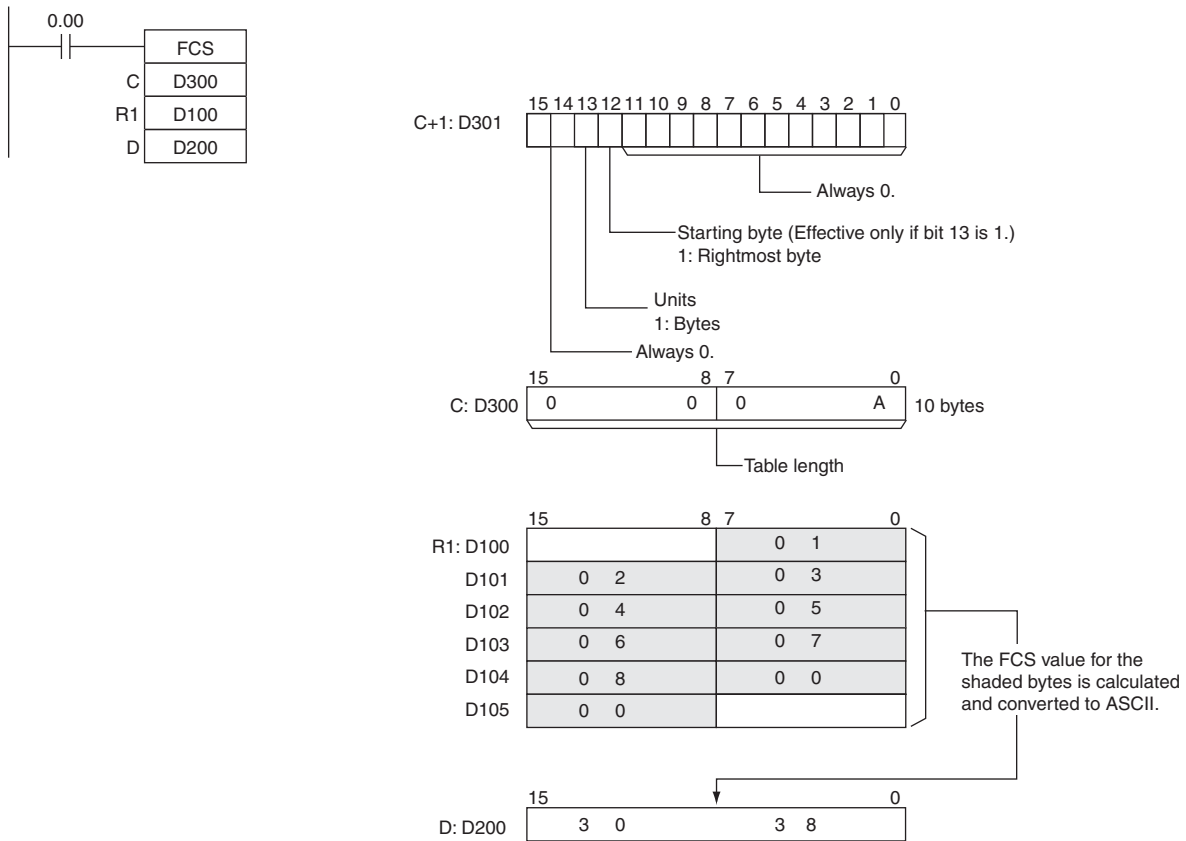 0.00
FCS
C D300
R1 D100
D D200
15 14 13 12 11 10 9 8 7 6 5 4 3 2 1 0
C+1: D301
Always 0.
Starting byte (Effective only if bit 13 is 1.)
1: Rightmost byte
Units
1: Bytes
Always 0.
15 8 7 0
C: D300 0 0 0 A 10 bytes
Table length
15 8 7 0
R1: D100 0 1
D101 0 2 0 3
D102 0 4 0 5
D103 0 6 0 7
D104 0 8 0 0
D105 0 0
The FCS value for the
shaded bytes is calculated
and converted to ASCII.
15 0
D: D200 3 0 3 8